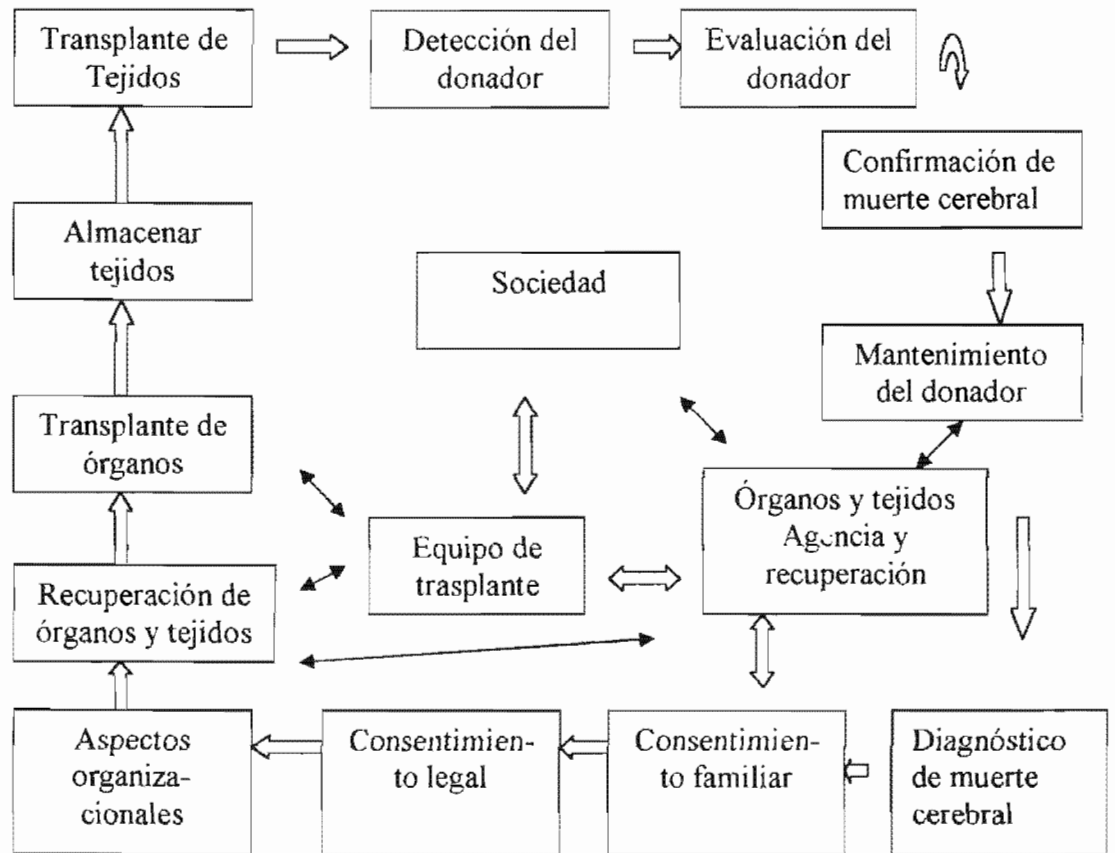 Transplante de
Tejidos
Detección del
donador
Evaluación del
donador
Confirmación de
muerte cerebral
Almacenar
tejidos
Sociedad
Mantenimiento
del donador
Transplante de
órganos
Órganos y tejidos
Agencia y
recuperación
Equipo de
trasplante
Recuperación de
órganos y tejidos
Aspectos
organiza-
cionales
Consentimien-
to legal
Consentimien-
to familiar
Diagnóstico
de muerte
cerebral